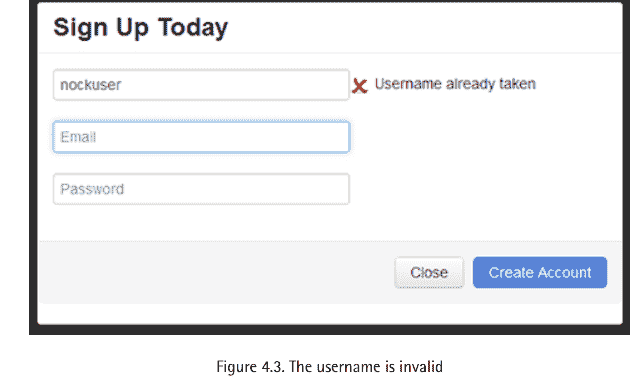 Sign Up Today
nockuser
Username already taken
Email
Password
Close
Create Account
Figure 4.3. The username is invalid